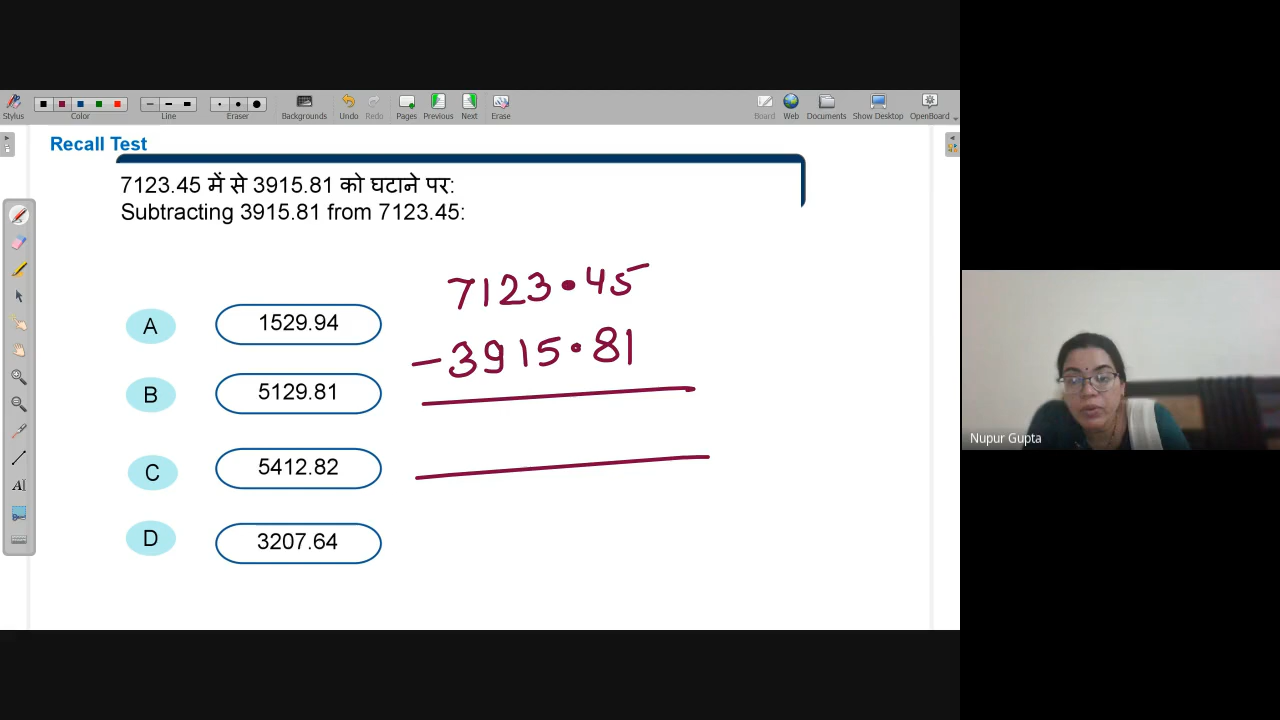 Stylus Color Line Eraser Backgrounds Undo Redo Pages Previous Next Erase Board Web Documents Show Desktop OpenBoard
Recall Test
7123.45 में से 3915.81 को घटाने पर:
Subtracting 3915.81 from 7123.45:
7123.45
-3915.81
A 1529.94
B 5129.81
C 5412.82
D 3207.64
Nupur Gupta